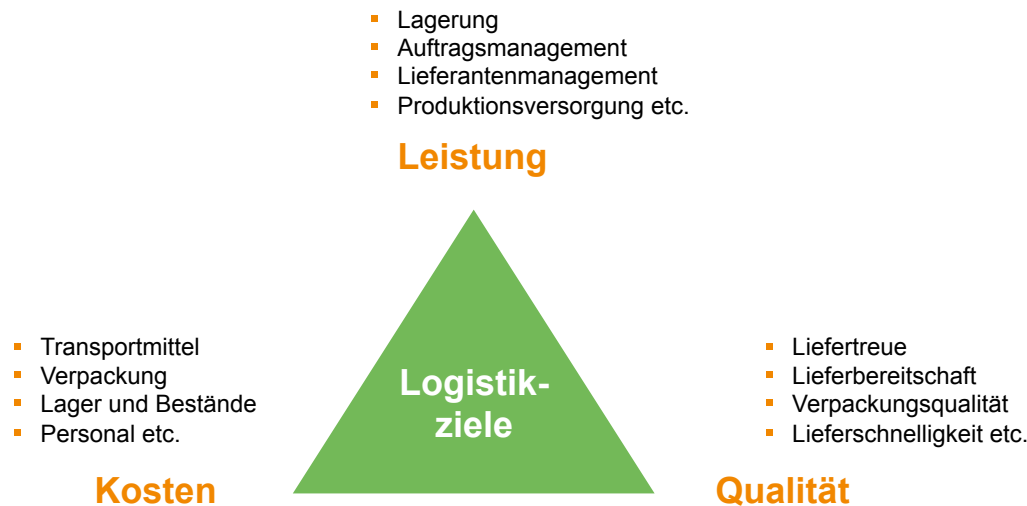 Lagerung
Auftragsmanagement
Lieferantenmanagement
Produktionsversorgung etc.
Leistung
Transportmittel
Verpackung
Lager und Bestände
Personal etc.
Kosten
Logistik-
ziele
Liefertreue
Lieferbereitschaft
Verpackungsqualität
Lieferschnelligkeit etc.
Qualität